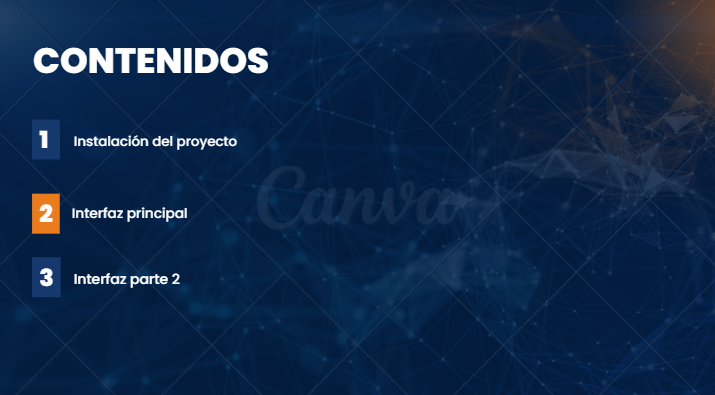 CONTENIDOS
1 Instalación del proyecto
2 Interfaz principal
3 Interfaz parte 2
Canva